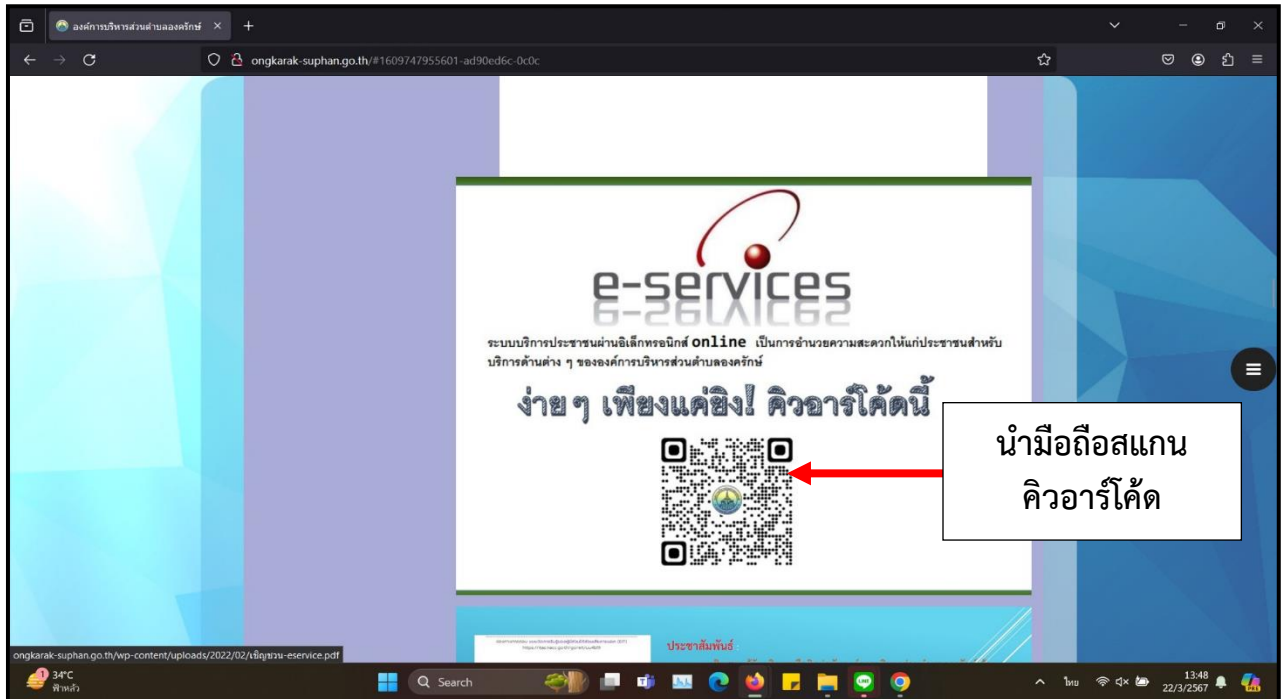 องค์การบริหารส่วนตำบลองครักษ์
ongkarak-suphan.go.th/#1609747955601-ad90ed6c-0c0c
e-services
ระบบบริการประชาชนผ่านอิเล็กทรอนิกส์ online เป็นการอำนวยความสะดวกให้แก่ประชาชนสำหรับ
บริการด้านต่าง ๆ ขององค์การบริหารส่วนตำบลองครักษ์
ง่าย ๆ เพียงแค่ยิง! คิวอาร์โค้ดนี้
นำมือถือสแกน
คิวอาร์โค้ด
ประชาสัมพันธ์
ongkarak-suphan.go.th/wp-content/uploads/2022/02/เชิญชวน-eservice.pdf
1
34°C
ฟ้าหลัว
Search
ไทย
13:48
22/3/2567